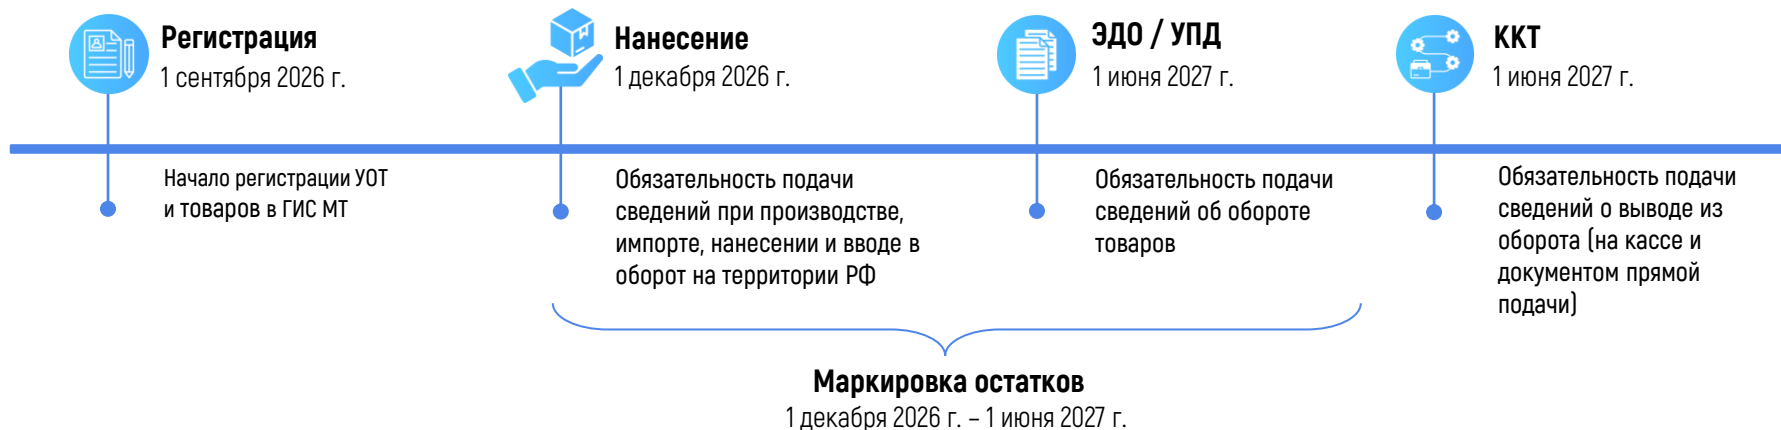 Регистрация
1 сентября 2026 г.
Начало регистрации УОТ
и товаров в ГИС МТ
Нанесение
1 декабря 2026 г.
Обязательность подачи
сведений при производстве,
импорте, нанесении и вводе в
оборот на территории РФ
ЭДО / УПД
1 июня 2027 г.
Обязательность подачи
сведений об обороте
товаров
ККТ
1 июня 2027 г.
Обязательность подачи
сведений о выводе из
оборота (на кассе и
документом прямой
подачи)
Маркировка остатков
1 декабря 2026 г. – 1 июня 2027 г.